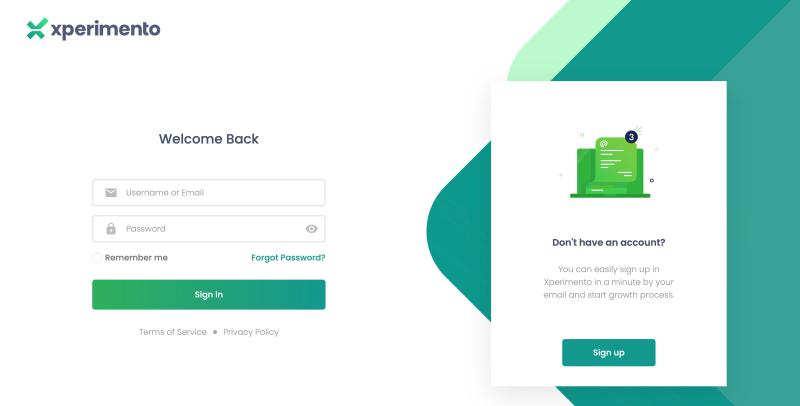 xperimento
Welcome Back
Username or Email
Password
Remember me
Forgot Password?
Sign in
Terms of Service • Privacy Policy
@
3
Don't have an account?
You can easily sign up in
Xperimento in a minute by your
email and start growth process.
Sign up